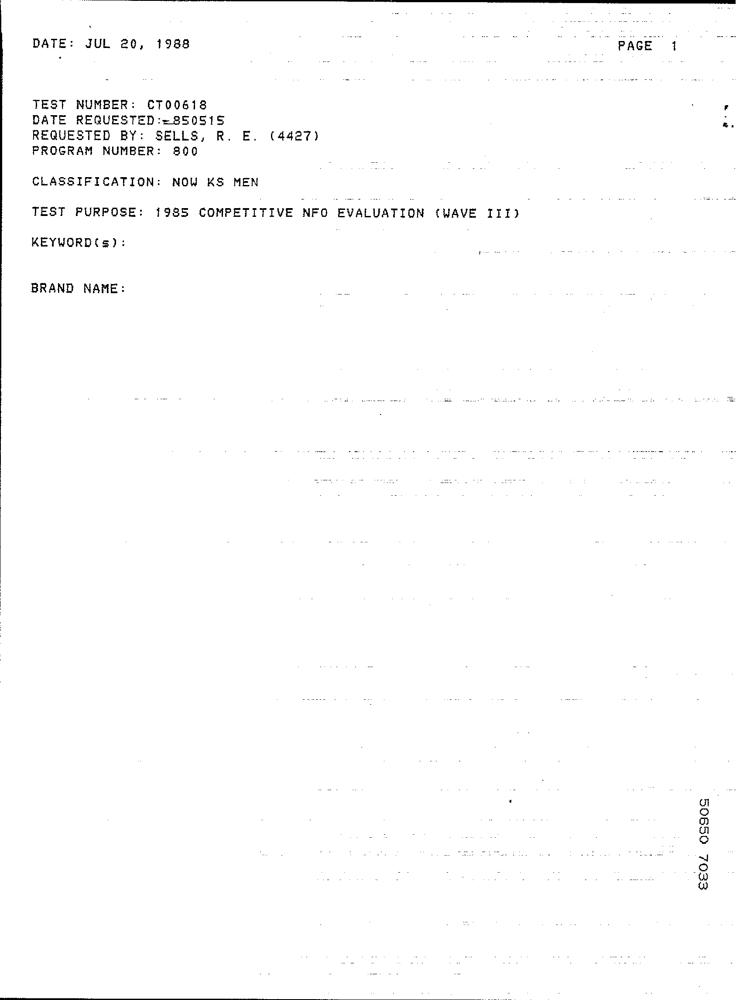 DATE: JUL 20, 1988
PAGE 1
TEST NUMBER: CT00618
DATE REQUESTED: 850515
REQUESTED BY: SELLS, R. E. (4427)
PROGRAM NUMBER: 800
CLASSIFICATION: NOW KS MEN
TEST PURPOSE: 1985 COMPETITIVE NFO EVALUATION (WAVE III)
KEYWORD(s):
BRAND NAME:
50650 7033